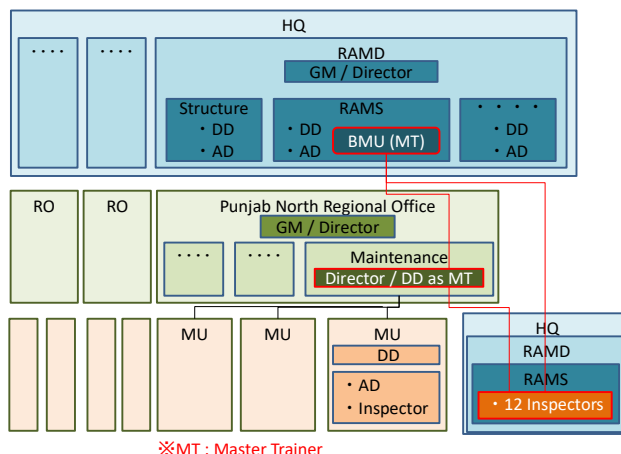 HQ
・・・・
・・・・
RAMD
GM / Director
Structure
・DD
・AD
RAMS
・DD
・AD
BMU (MT)
・・・・
・DD
・AD
RO
RO
Punjab North Regional Office
GM / Director
・・・・
・・・・
Maintenance
Director / DD as MT
MU
MU
MU
DD
・AD
・Inspector
HQ
RAMD
RAMS
・12 Inspectors
※MT : Master Trainer